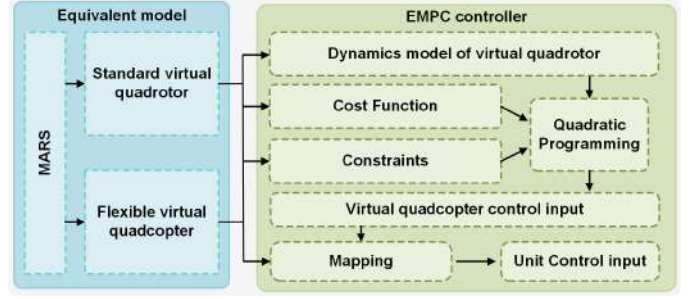 Equivalent model
MARS
Standard virtual
quadrotor
Flexible virtual
quadcopter
EMPC controller
Dynamics model of virtual quadrotor
Cost Function
Constraints
Quadratic
Programming
Virtual quadcopter control input
Mapping
Unit Control input